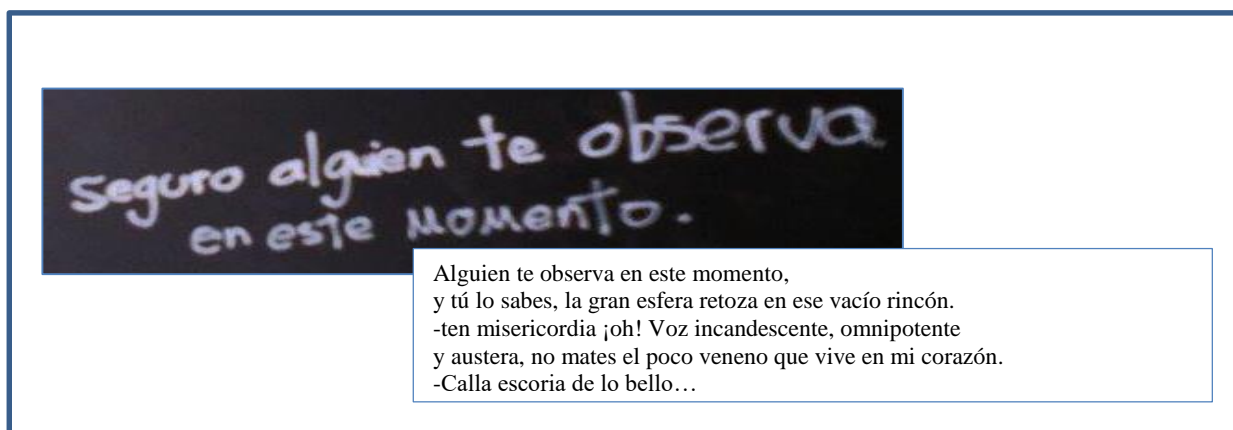 seguro alguien te observa
en este momento.
Alguien te observa en este momento,
y tú lo sabes, la gran esfera retoza en ese vacío rincón.
-ten misericordia ¡oh! Voz incandescente, omnipotente
y austera, no mates el poco veneno que vive en mi corazón.
-Calla escoria de lo bello…